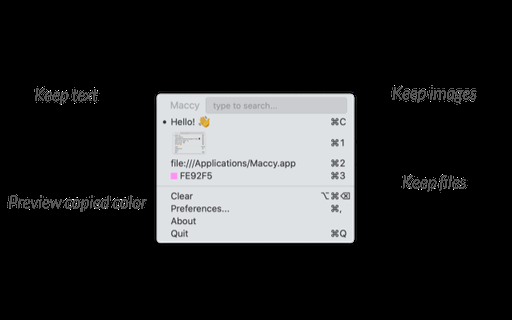 Keep text
Keep images
Maccy type to search...
Hello! 👋 ⌘C
⌘1
file:///Applications/Maccy.app ⌘2
FE92F5 ⌘3
Keep files
Preview copied color
Clear ⌥⌘⌫
Preferences... ⌘,
About
Quit ⌘Q